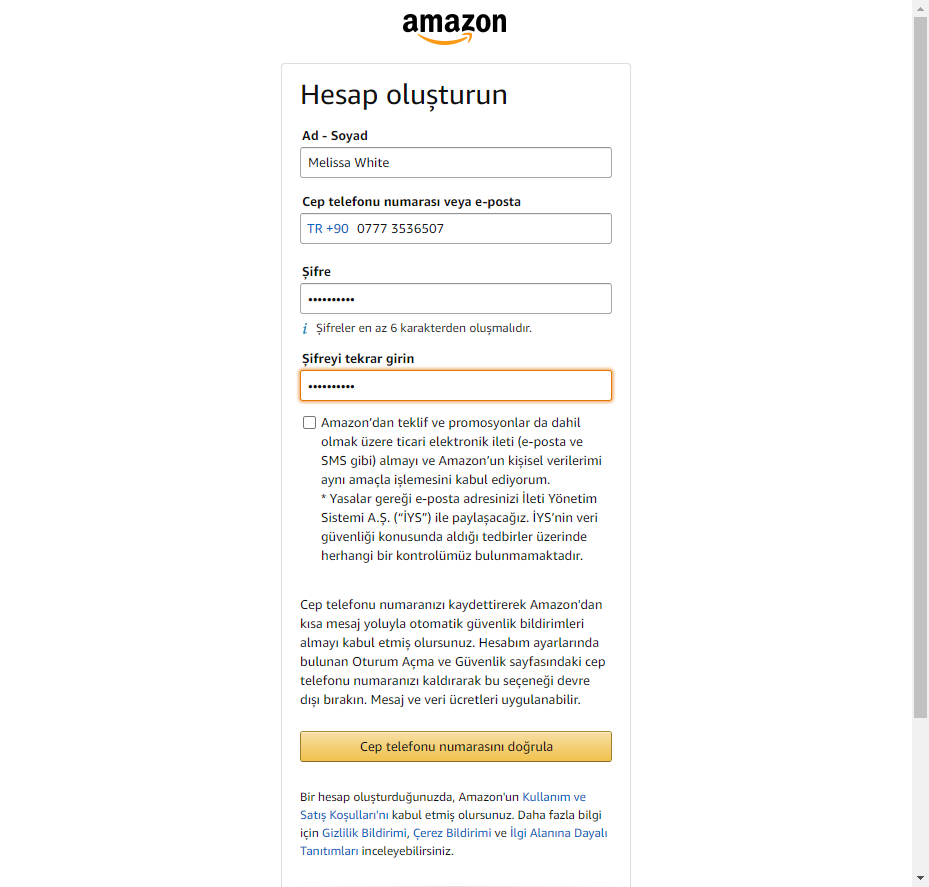 amazon
Hesap oluşturun
Ad - Soyad
Melissa White
Cep telefonu numarası veya e-posta
TR +90 0777 3536507
Şifre
••••••••••
i Şifreler en az 6 karakterden oluşmalıdır.
Şifreyi tekrar girin
••••••••••
Amazon’dan teklif ve promosyonlar da dahil
olmak üzere ticari elektronik ileti (e-posta ve
SMS gibi) almayı ve Amazon’un kişisel verilerimi
aynı amaçla işlemesini kabul ediyorum.
* Yasalar gereği e-posta adresinizi İleti Yönetim
Sistemi A.Ş. (“İYS”) ile paylaşacağız. İYS’nin veri
güvenliği konusunda aldığı tedbirler üzerinde
herhangi bir kontrolümüz bulunmamaktadır.
Cep telefonu numaranızı kaydettirerek Amazon'dan
kısa mesaj yoluyla otomatik güvenlik bildirimleri
almayı kabul etmiş olursunuz. Hesabım ayarlarında
bulunan Oturum Açma ve Güvenlik sayfasındaki cep
telefonu numaranızı kaldırarak bu seçeneği devre
dışı bırakın. Mesaj ve veri ücretleri uygulanabilir.
Cep telefonu numarasını doğrula
Bir hesap oluşturduğunuzda, Amazon'un Kullanım ve
Satış Koşulları'nı kabul etmiş olursunuz. Daha fazla bilgi
için Gizlilik Bildirimi, Çerez Bildirimi ve İlgi Alanına Dayalı
Tanıtımları inceleyebilirsiniz.